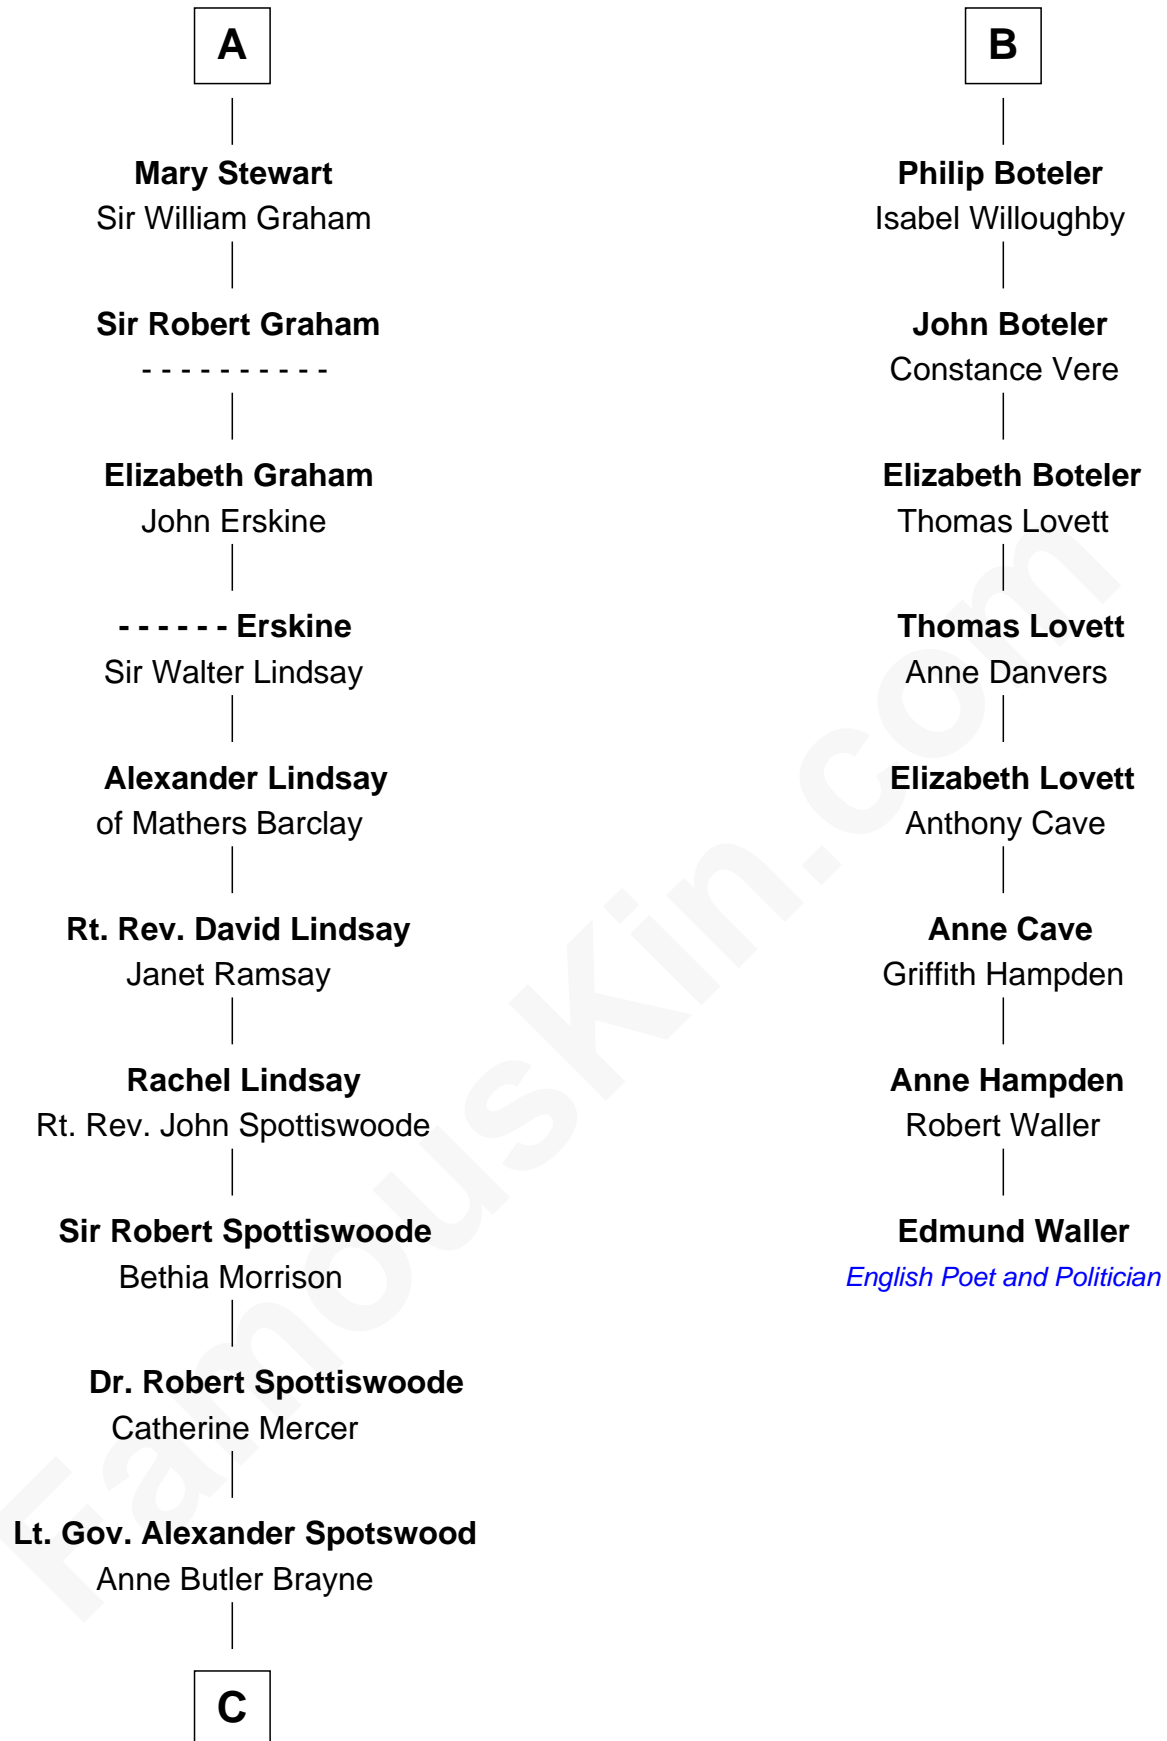 A
Mary Stewart
Sir William Graham
Sir Robert Graham
- - - - - - - - - -
Elizabeth Graham
John Erskine
- - - - - - Erskine
Sir Walter Lindsay
Alexander Lindsay
of Mathers Barclay
Rt. Rev. David Lindsay
Janet Ramsay
Rachel Lindsay
Rt. Rev. John Spottiswoode
Sir Robert Spottiswoode
Bethia Morrison
Dr. Robert Spottiswoode
Catherine Mercer
Lt. Gov. Alexander Spotswood
Anne Butler Brayne
C
B
Philip Boteler
Isabel Willoughby
John Boteler
Constance Vere
Elizabeth Boteler
Thomas Lovett
Thomas Lovett
Anne Danvers
Elizabeth Lovett
Anthony Cave
Anne Cave
Griffith Hampden
Anne Hampden
Robert Waller
Edmund Waller
English Poet and Politician
FamousKin.com